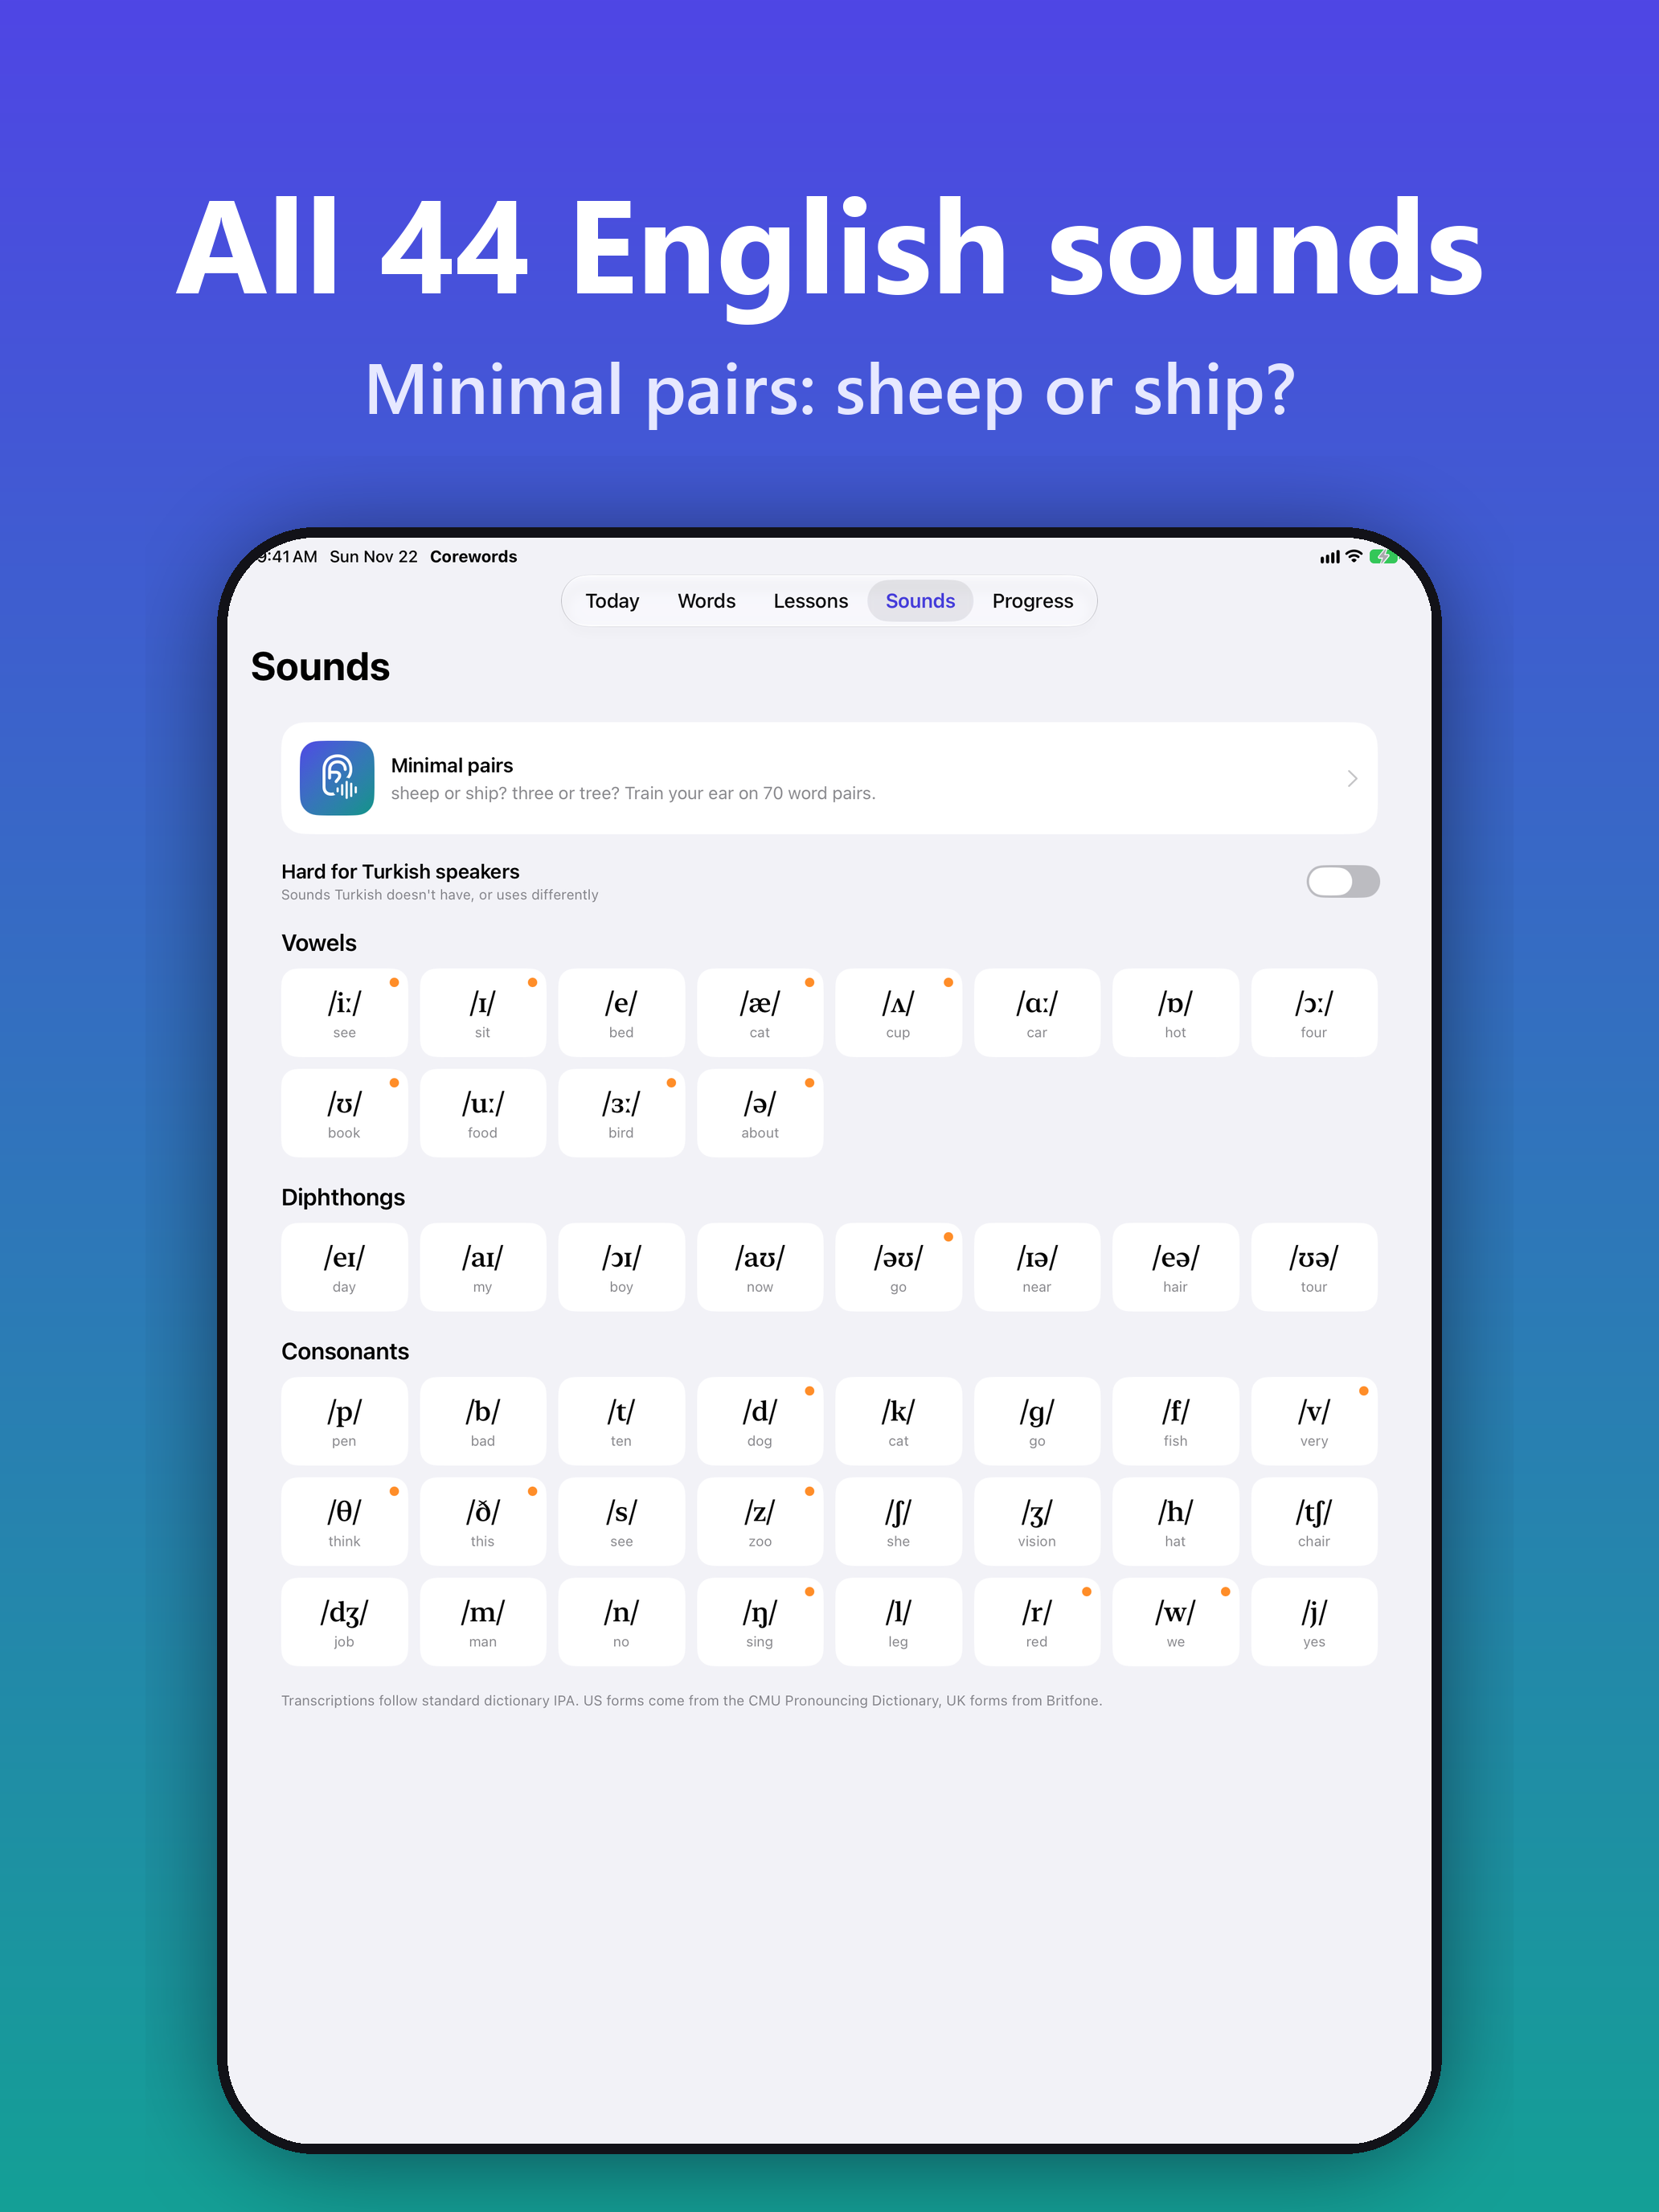 All 44 English sounds
Minimal pairs: sheep or ship?
9:41 AM Sun Nov 22 Corewords
Today Words Lessons Sounds Progress
Sounds
Minimal pairs
sheep or ship? three or tree? Train your ear on 70 word pairs.
Hard for Turkish speakers
Sounds Turkish doesn't have, or uses differently
Vowels
/iː/ /ɪ/ /e/ /æ/ /ʌ/ /ɑː/ /ɒ/ /ɔː/
see sit bed cat cup car hot four
/ʊ/ /uː/ /ɜː/ /ə/
book food bird about
Diphthongs
/eɪ/ /aɪ/ /ɔɪ/ /aʊ/ /əʊ/ /ɪə/ /eə/ /ʊə/
day my boy now go near hair tour
Consonants
/p/ /b/ /t/ /d/ /k/ /g/ /f/ /v/
pen bad ten dog cat go fish very
/θ/ /ð/ /s/ /z/ /ʃ/ /ʒ/ /h/ /tʃ/
think this see zoo she vision hat chair
/dʒ/ /m/ /n/ /ŋ/ /l/ /r/ /w/ /j/
job man no sing leg red we yes
Transcriptions follow standard dictionary IPA. US forms come from the CMU Pronouncing Dictionary, UK forms from Britfone.